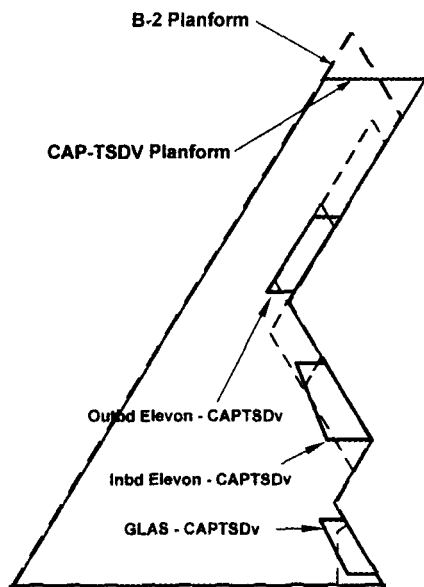 B-2 Planform
CAP-TSDV Planform
Outbd Elevon - CAPTSDv
Inbd Elevon - CAPTSDv
GLAS - CAPTSDv